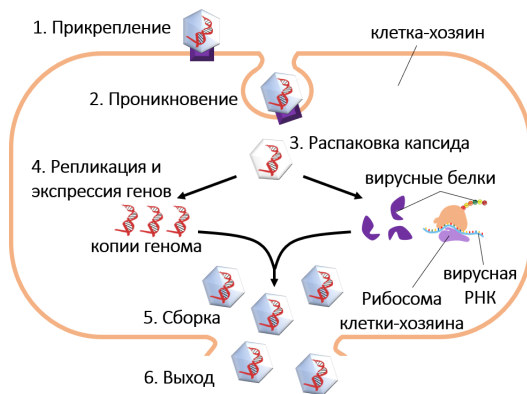 1. Прикрепление
клетка-хозяин
2. Проникновение
3. Распаковка капсида
4. Репликация и
экспрессия генов
вирусные белки
копии генома
вирусная
РНК
Рибосома
клетки-хозяина
5. Сборка
6. Выход